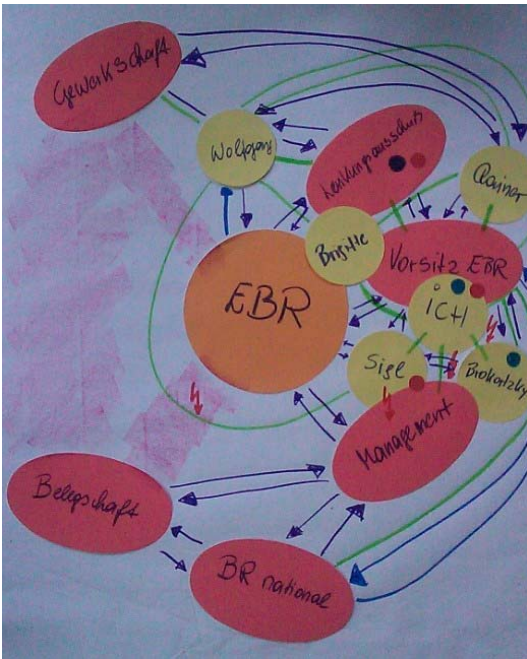 Gewerkschaft
Wolfgang
Lenkungsausschuß
Rainer
Brigitte
Vorsitz EBR
EBR
ICH
Sigl
Brokatzky
Management
Belegschaft
BR national